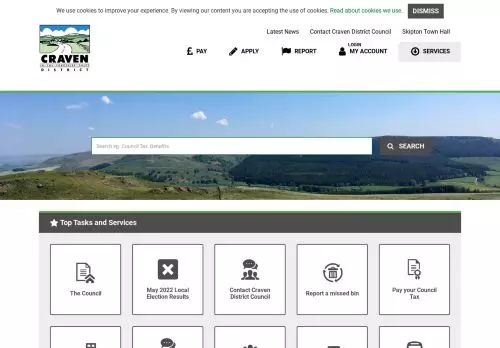 We use cookies to improve your experience. By viewing our content you are accepting the use of cookies. Read about cookies we use. DISMISS
Latest News Contact Craven District Council Skipton Town Hall
CRAVEN
DISTRICT
PAY APPLY REPORT LOGIN MY ACCOUNT SERVICES
Search eg. Council Tax, Benefits SEARCH
Top Tasks and Services
The Council
May 2022 Local
Election Results
Contact Craven
District Council
Report a missed bin
Pay your Council
Tax